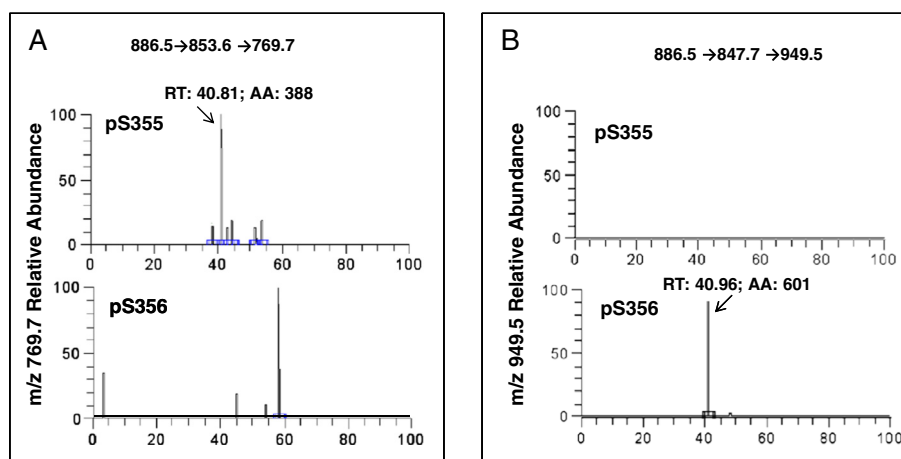 A
886.5→853.6→769.7
RT: 40.81; AA: 388
pS355
100
50
0
0 20 40 60 80 100
m/z 769.7 Relative Abundance
pS356
100
50
0
0 20 40 60 80 100
B
886.5 →847.7 →949.5
pS355
100
50
0
0 20 40 60 80 100
m/z 949.5 Relative Abundance
RT: 40.96; AA: 601
pS356
100
50
0
0 20 40 60 80 100